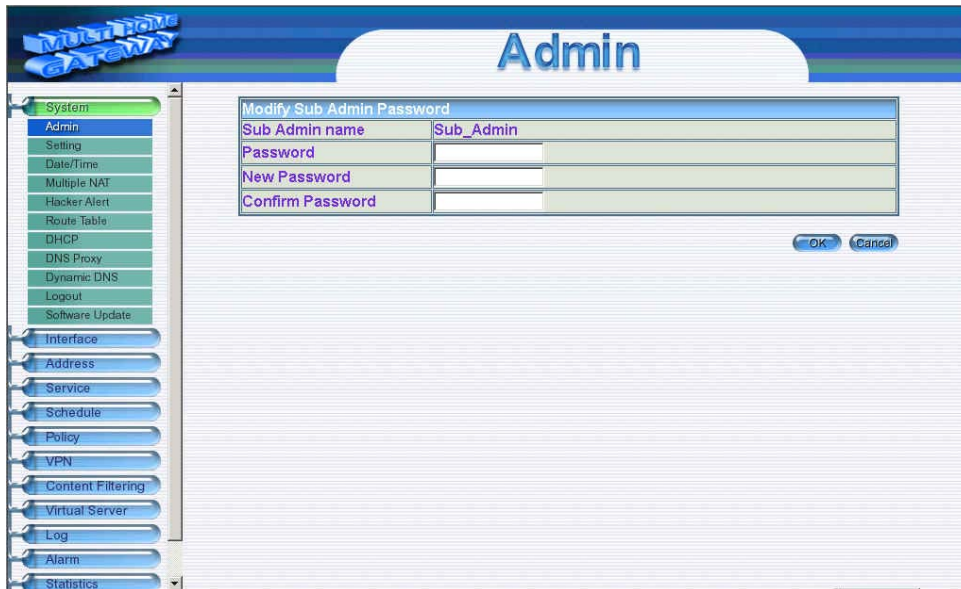 MULTI HOME
GATEWAY
Admin
System
Admin
Setting
Date/Time
Multiple NAT
Hacker Alert
Route Table
DHCP
DNS Proxy
Dynamic DNS
Logout
Software Update
Interface
Address
Service
Schedule
Policy
VPN
Content Filtering
Virtual Server
Log
Alarm
Statistics
Modify Sub Admin Password
Sub Admin name Sub_Admin
Password
New Password
Confirm Password
OK Cancel